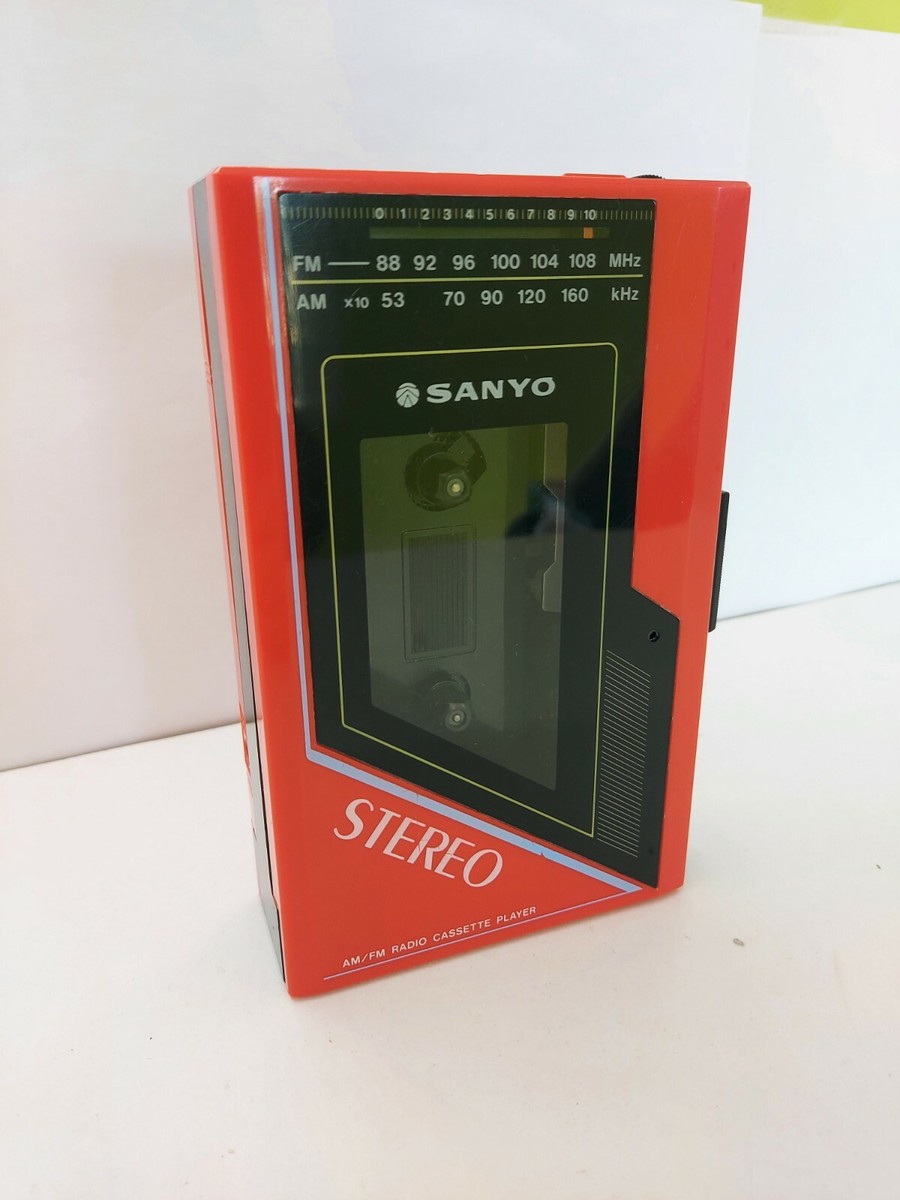 0 1 2 3 4 5 6 7 8 9 10
FM 88 92 96 100 104 108 MHz
AM x10 53 70 90 120 160 kHz
SANYO
STEREO
AM/FM RADIO CASSETTE PLAYER